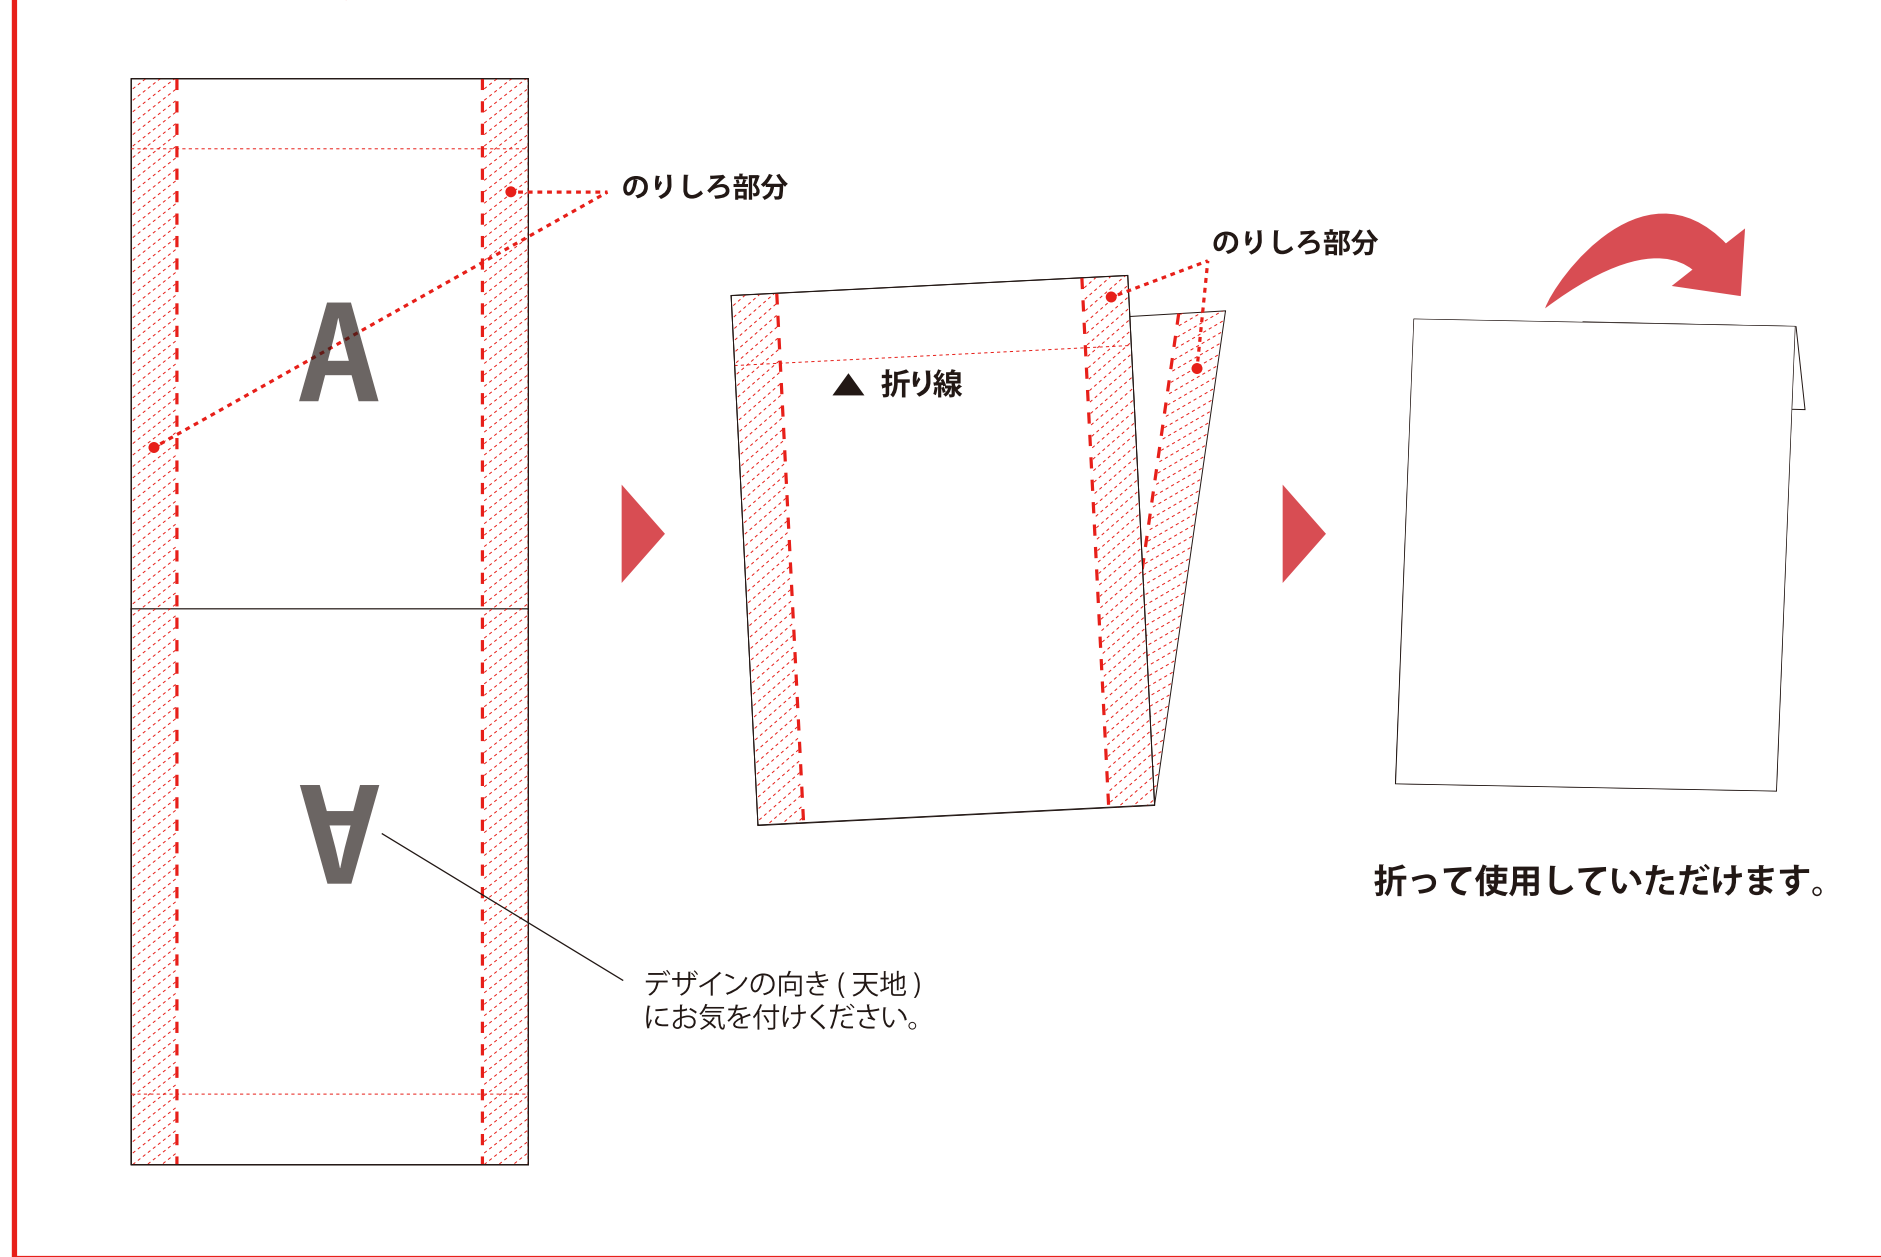 のりしろ部分
A
A
デザインの向き(天地)
にお気を付けください。
のりしろ部分
▲ 折り線
折って使用していただけます。